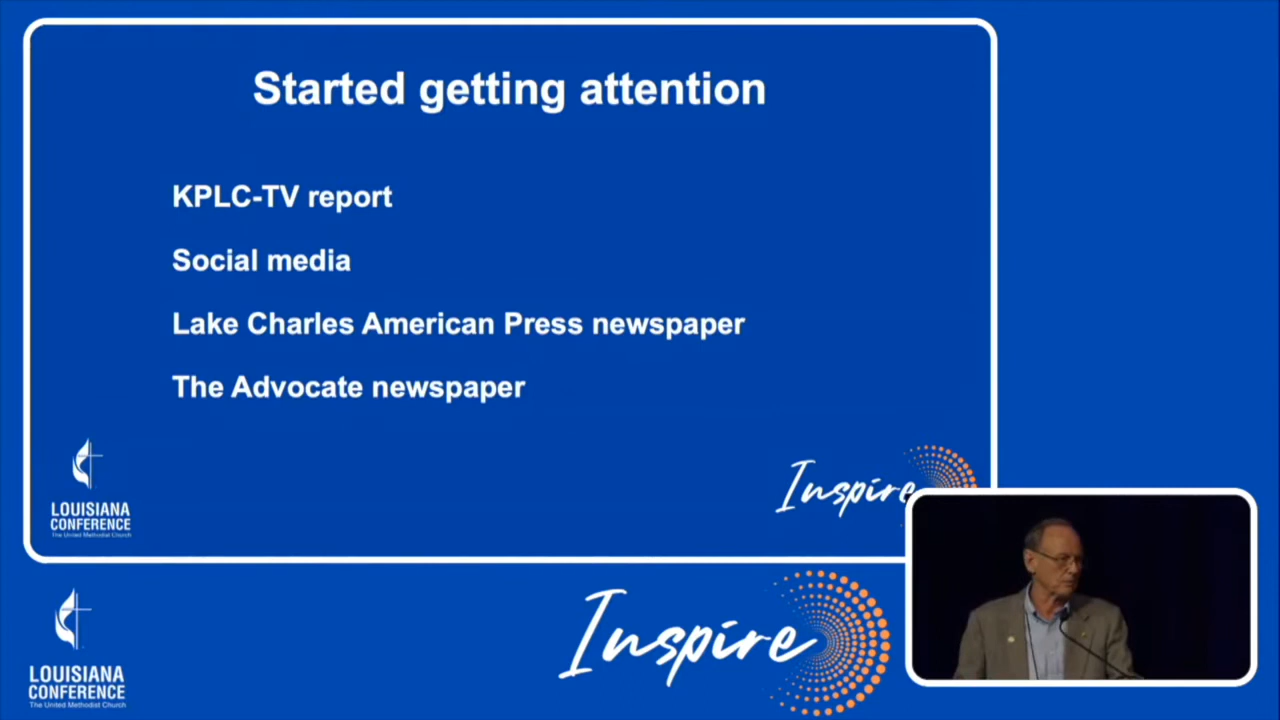 Started getting attention
KPLC-TV report
Social media
Lake Charles American Press newspaper
The Advocate newspaper
LOUISIANA
CONFERENCE
The United Methodist Church
Inspire
LOUISIANA
CONFERENCE
The United Methodist Church
Inspire